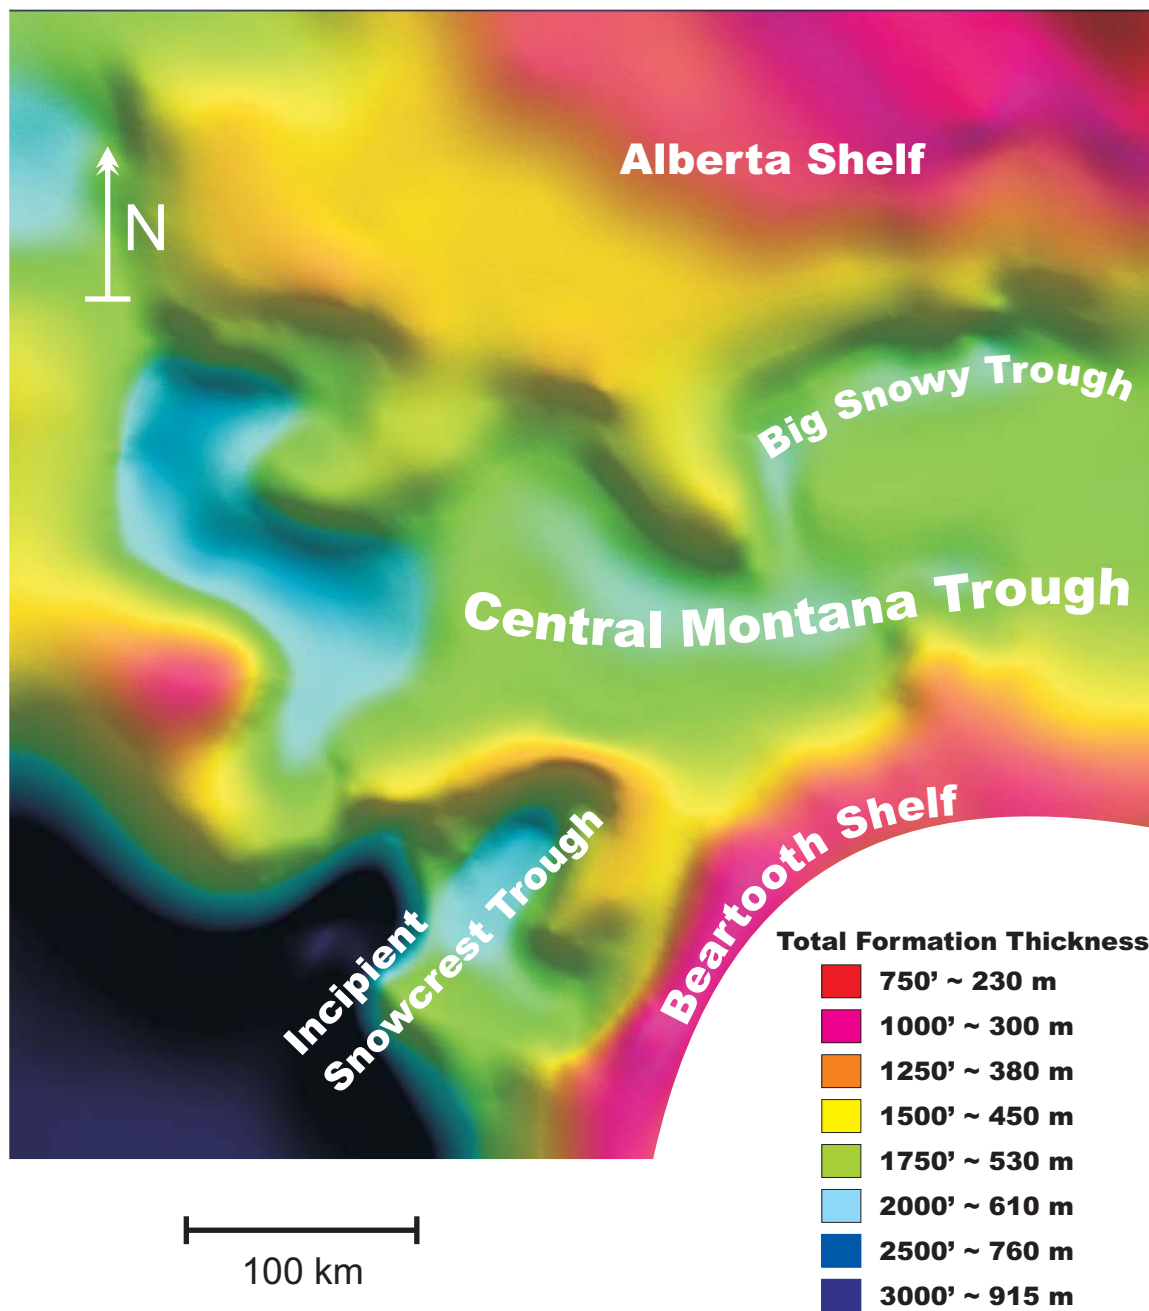 Alberta Shelf
N
Big Snowy Trough
Central Montana Trough
Beartooth Shelf
Incipient
Snowcrest Trough
Total Formation Thickness
750’ ~ 230 m
1000’ ~ 300 m
1250’ ~ 380 m
1500’ ~ 450 m
1750’ ~ 530 m
2000’ ~ 610 m
2500’ ~ 760 m
3000’ ~ 915 m
100 km